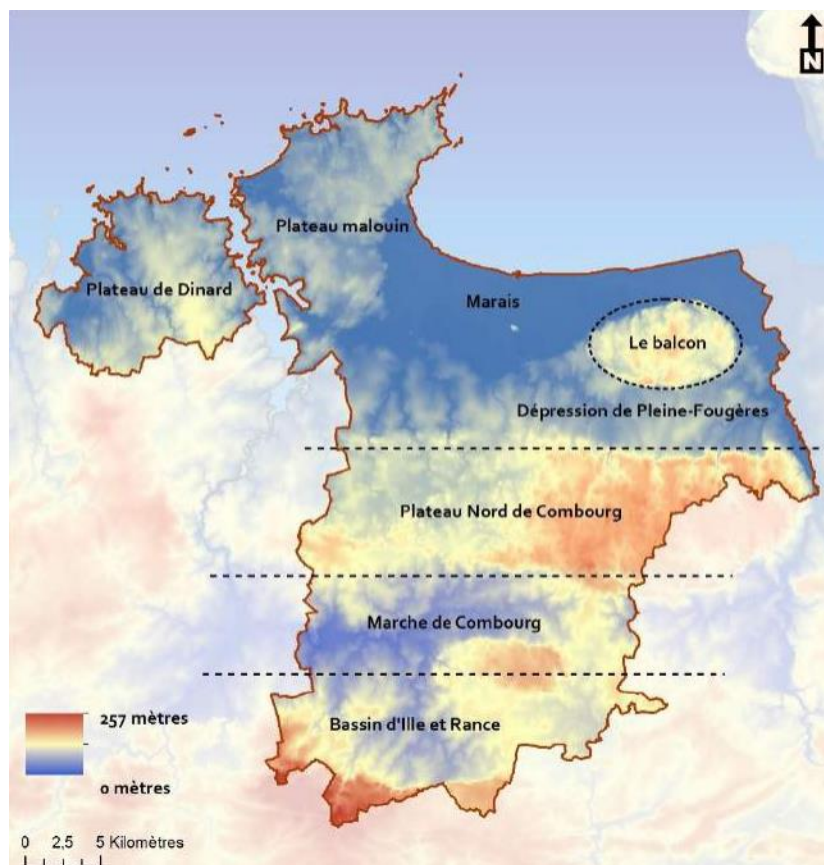 N
Plateau malouin
Plateau de Dinard
Marais
Le balcon
Dépression de Pleine-Fougères
Plateau Nord de Combourg
Marche de Combourg
Bassin d'Ille et Rance
257 mètres
0 mètres
0 2,5 5 Kilomètres